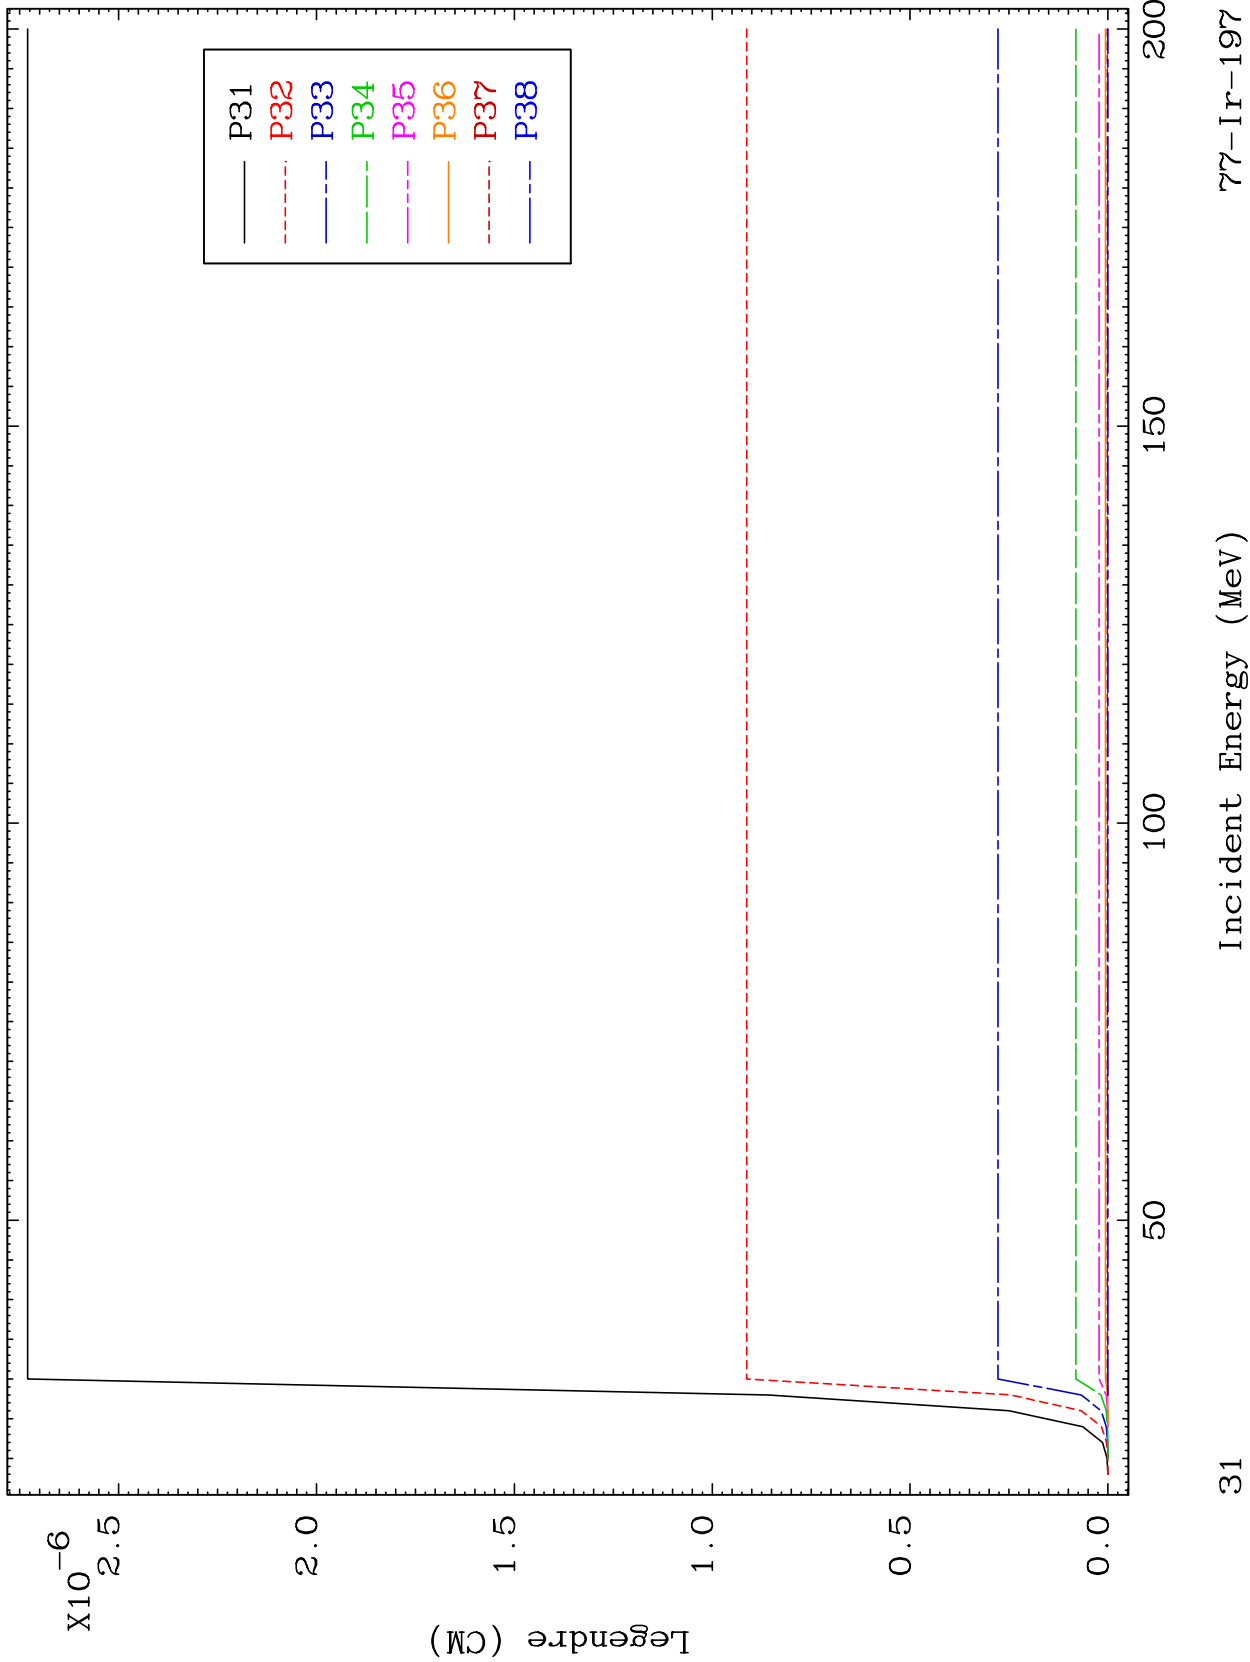 X10-6
2.5
2.0
1.5
1.0
0.5
0.0
Legendre (CM)
P31
P32
P33
P34
P35
P36
P37
P38
50
100
150
200
31
Incident Energy (MeV)
77-Ir-197